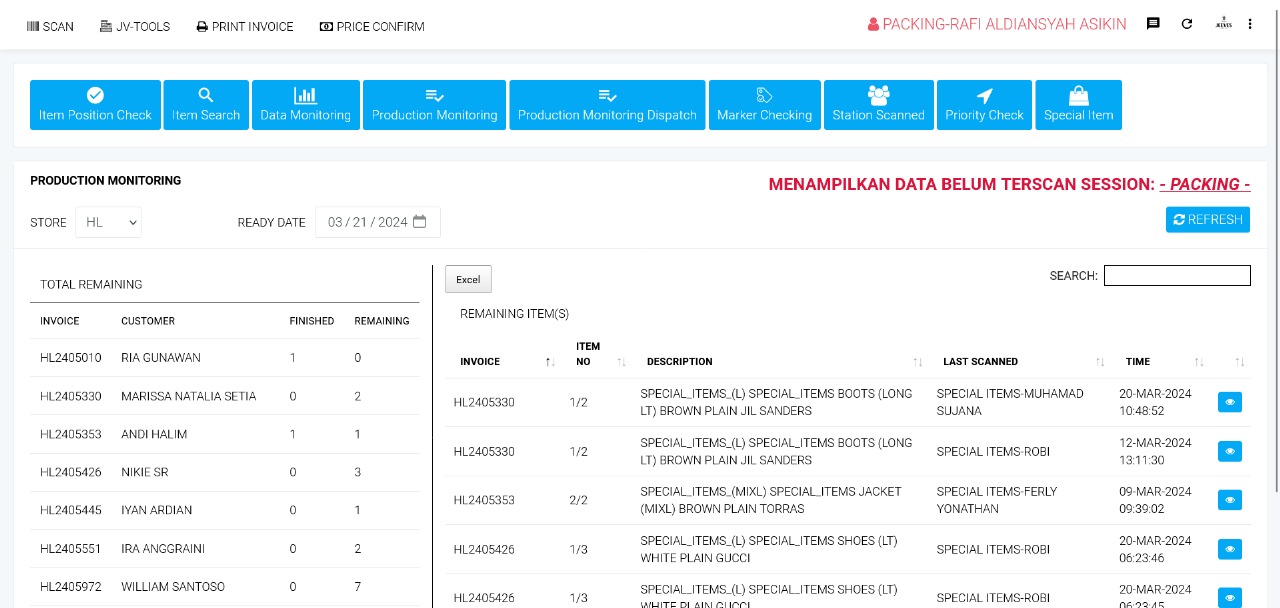 SCAN JV-TOOLS PRINT INVOICE PRICE CONFIRM PACKING-RAFI ALDIANSYAH ASIKIN
Item Position Check Item Search Data Monitoring Production Monitoring Production Monitoring Dispatch Marker Checking Station Scanned Priority Check Special Item
PRODUCTION MONITORING
MENAMPILKAN DATA BELUM TERSCAN SESSION: - PACKING -
STORE HL READY DATE 03 / 21 / 2024 REFRESH
TOTAL REMAINING
INVOICE CUSTOMER FINISHED REMAINING
HL2405010 RIA GUNAWAN 1 0
HL2405330 MARISSA NATALIA SETIA 0 2
HL2405353 ANDI HALIM 1 1
HL2405426 NIKIE SR 0 3
HL2405445 IYAN ARDIAN 0 1
HL2405551 IRA ANGGRAINI 0 2
HL2405972 WILLIAM SANTOSO 0 7
Excel SEARCH:
REMAINING ITEM(S)
INVOICE ITEM NO DESCRIPTION LAST SCANNED TIME
HL2405330 1/2 SPECIAL_ITEMS_(L) SPECIAL_ITEMS BOOTS (LONG SPECIAL ITEMS-MUHAMAD 20-MAR-2024
LT) BROWN PLAIN JIL SANDERS SUJANA 10:48:52
HL2405330 1/2 SPECIAL_ITEMS_(L) SPECIAL_ITEMS BOOTS (LONG SPECIAL ITEMS-ROBI 12-MAR-2024
LT) BROWN PLAIN JIL SANDERS 13:11:30
HL2405353 2/2 SPECIAL_ITEMS_(MIXL) SPECIAL_ITEMS JACKET SPECIAL ITEMS-FERLY 09-MAR-2024
(MIXL) BROWN PLAIN TORRAS YONATHAN 09:39:02
HL2405426 1/3 SPECIAL_ITEMS_(L) SPECIAL_ITEMS SHOES (LT) SPECIAL ITEMS-ROBI 20-MAR-2024
WHITE PLAIN GUCCI 06:23:46
HL2405426 1/3 SPECIAL_ITEMS_(L) SPECIAL_ITEMS SHOES (LT) SPECIAL ITEMS-ROBI 20-MAR-2024
WHITE PLAIN GUCCI 06:23:45